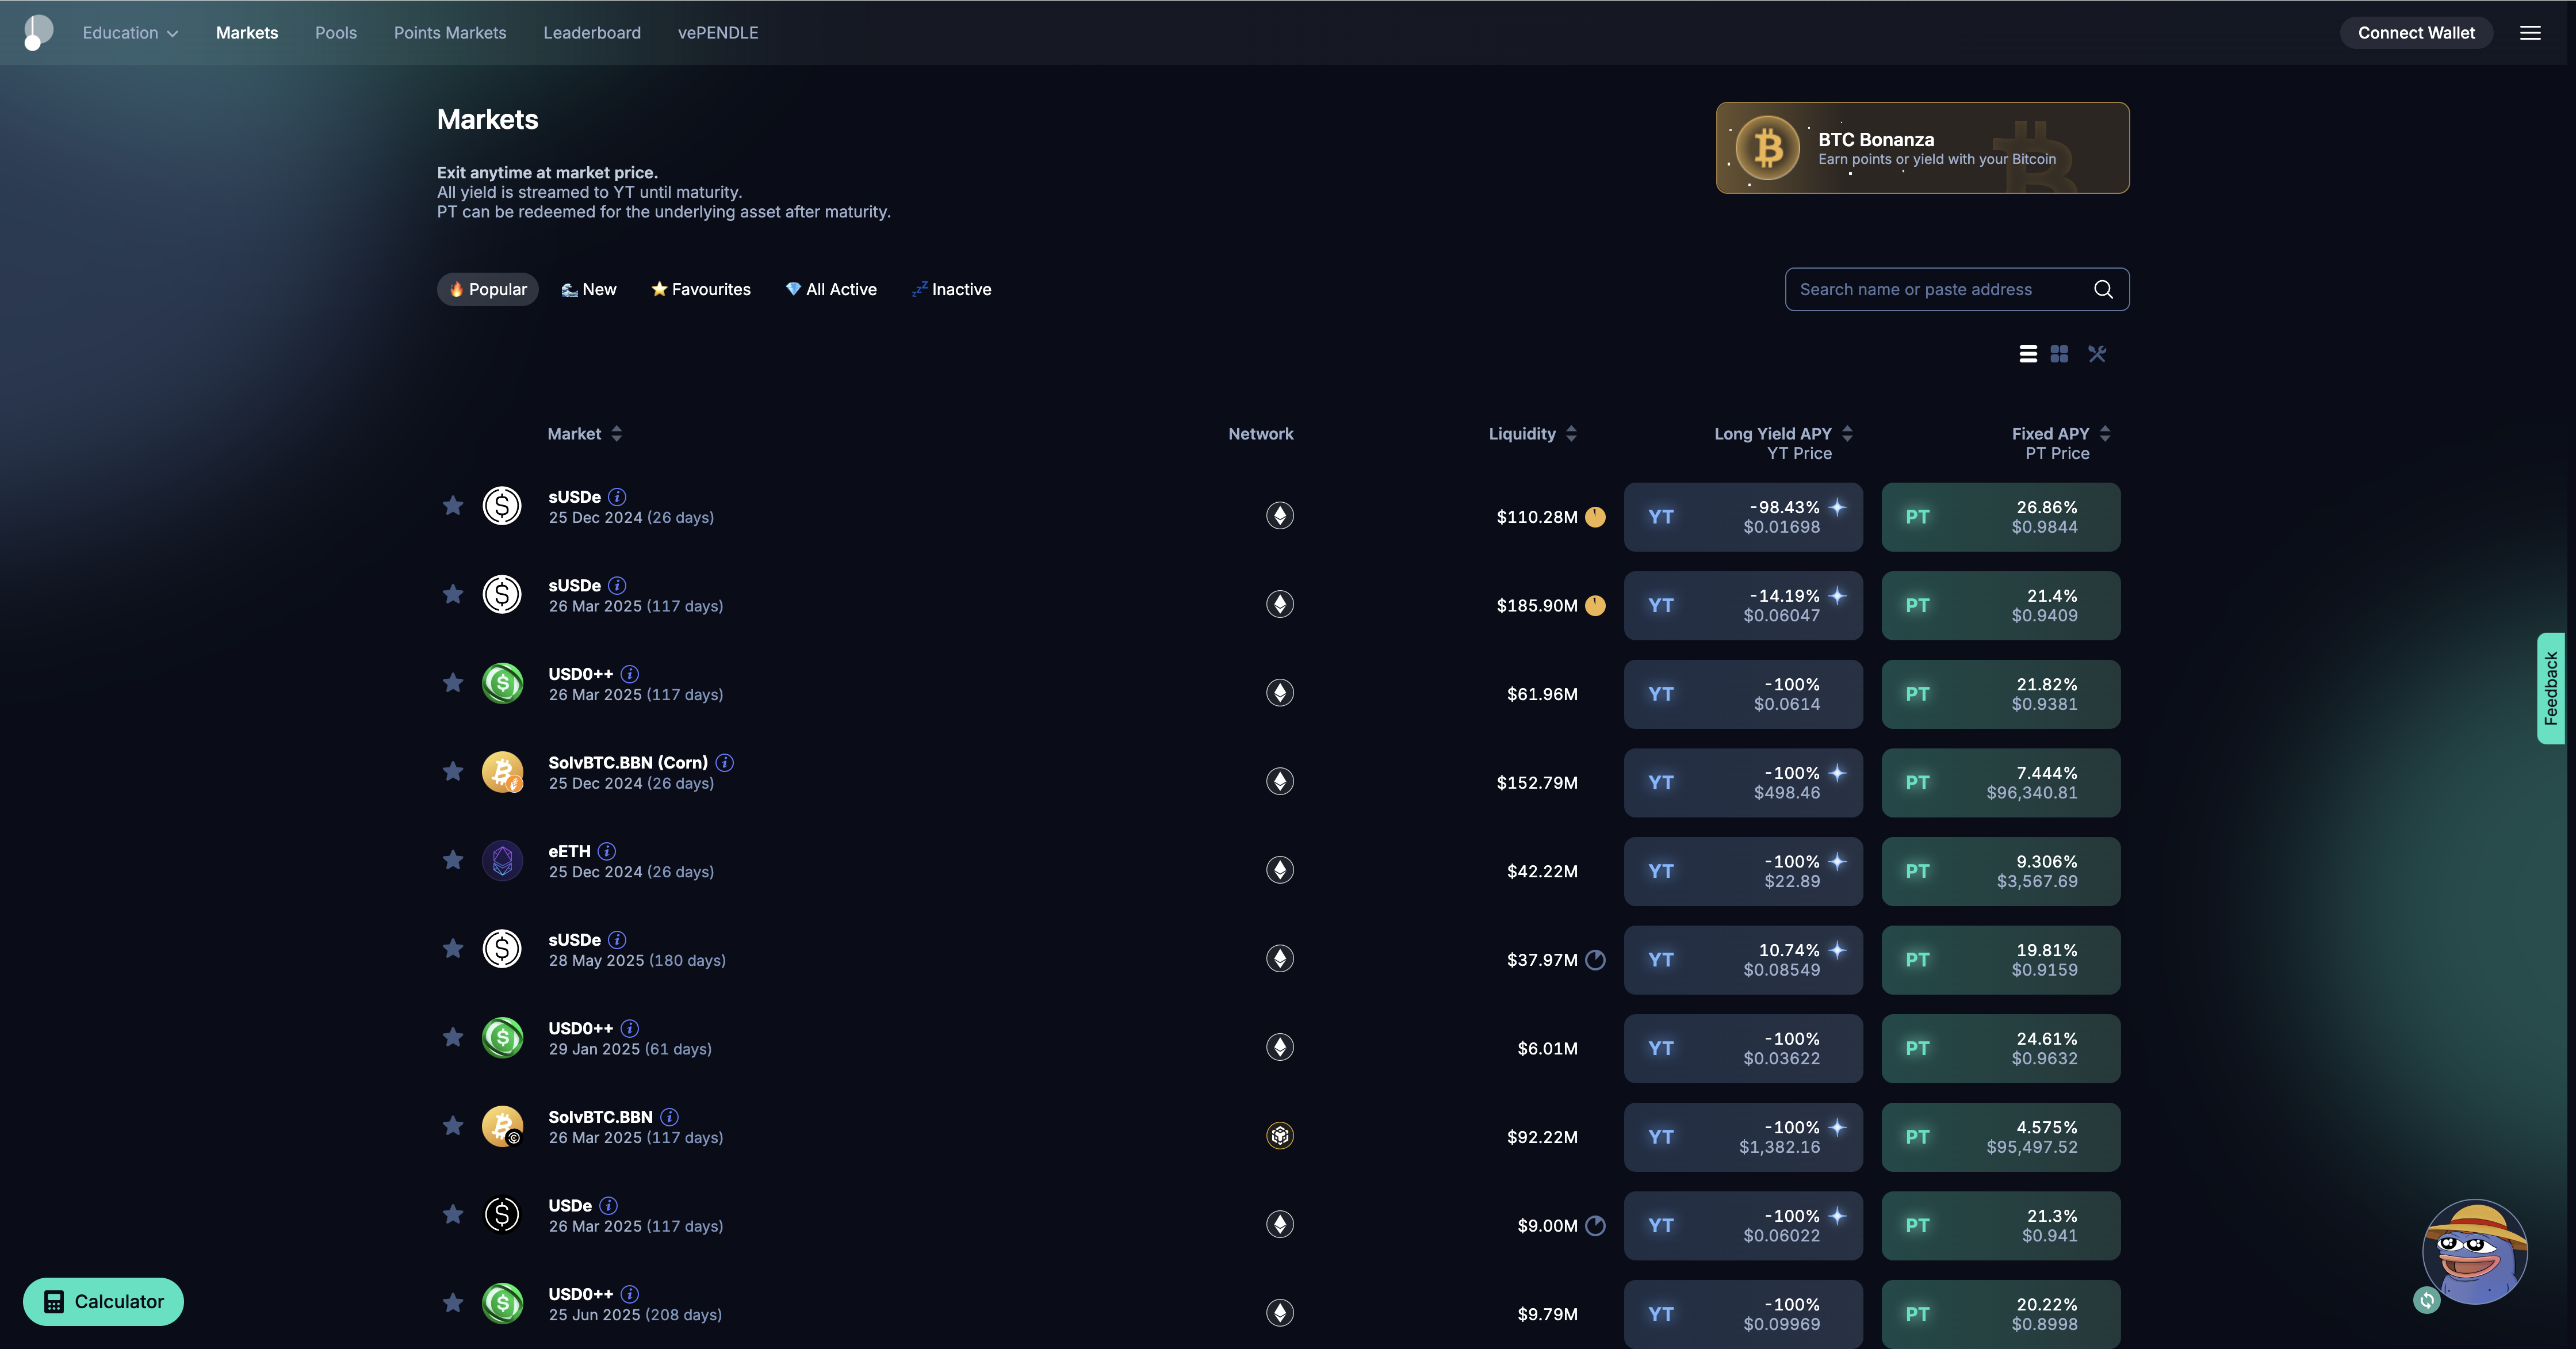 Education
Markets
Pools
Points Markets
Leaderboard
vePENDLE
Connect Wallet
Markets
Exit anytime at market price.
All yield is streamed to YT until maturity.
PT can be redeemed for the underlying asset after maturity.
BTC Bonanza
Earn points or yield with your Bitcoin
🔥 Popular
🌊 New
⭐ Favourites
💎 All Active
💤 Inactive
Search name or paste address
Market
Network
Liquidity
Long Yield APY
YT Price
Fixed APY
PT Price
sUSDe
25 Dec 2024 (26 days)
$110.28M
YT
-98.43%
$0.01698
PT
26.86%
$0.9844
sUSDe
26 Mar 2025 (117 days)
$185.90M
YT
-14.19%
$0.06047
PT
21.4%
$0.9409
USD0++
26 Mar 2025 (117 days)
$61.96M
YT
-100%
$0.0614
PT
21.82%
$0.9381
SolvBTC.BBN (Corn)
25 Dec 2024 (26 days)
$152.79M
YT
-100%
$498.46
PT
7.444%
$96,340.81
eETH
25 Dec 2024 (26 days)
$42.22M
YT
-100%
$22.89
PT
9.306%
$3,567.69
sUSDe
28 May 2025 (180 days)
$37.97M
YT
10.74%
$0.08549
PT
19.81%
$0.9159
USD0++
29 Jan 2025 (61 days)
$6.01M
YT
-100%
$0.03622
PT
24.61%
$0.9632
SolvBTC.BBN
26 Mar 2025 (117 days)
$92.22M
YT
-100%
$1,382.16
PT
4.575%
$95,497.52
USDe
26 Mar 2025 (117 days)
$9.00M
YT
-100%
$0.06022
PT
21.3%
$0.941
USD0++
25 Jun 2025 (208 days)
$9.79M
YT
-100%
$0.09969
PT
20.22%
$0.8998
Feedback
Calculator